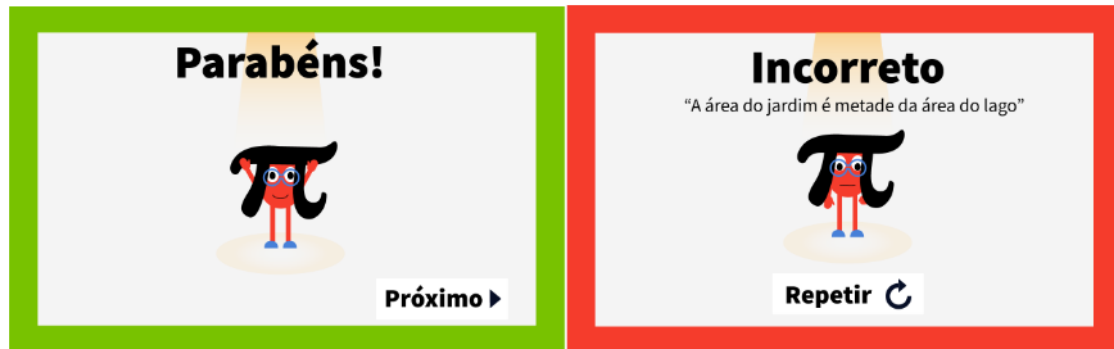 Parabéns!
Próximo
Incorreto
“A área do jardim é metade da área do lago”
Repetir